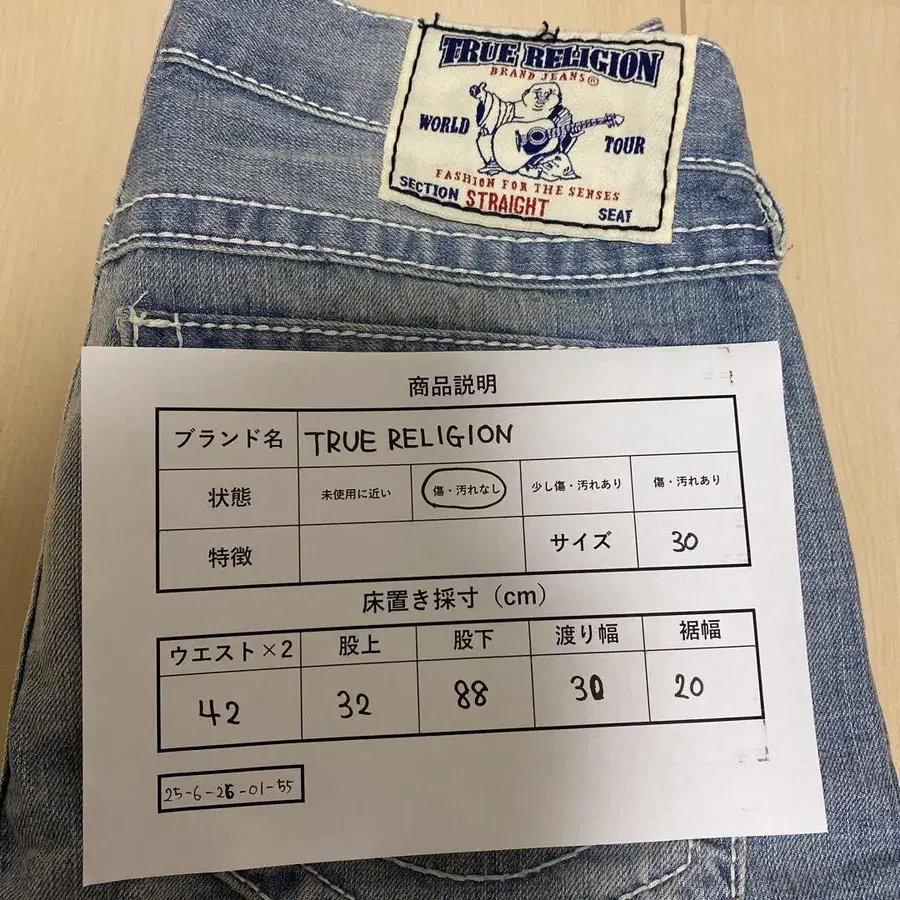 TRUE RELIGION
BRAND JEANS®
WORLD TOUR
FASHION FOR THE SENSES
SECTION STRAIGHT SEAT
商品説明
ブランド名 TRUE RELIGION
状態 未使用に近い 傷・汚れなし 少し傷・汚れあり 傷・汚れあり
特徴 サイズ 30
床置き採寸（cm）
ウエスト×2 股上 股下 渡り幅 裾幅
42 32 88 30 20
25-6-26-01-55